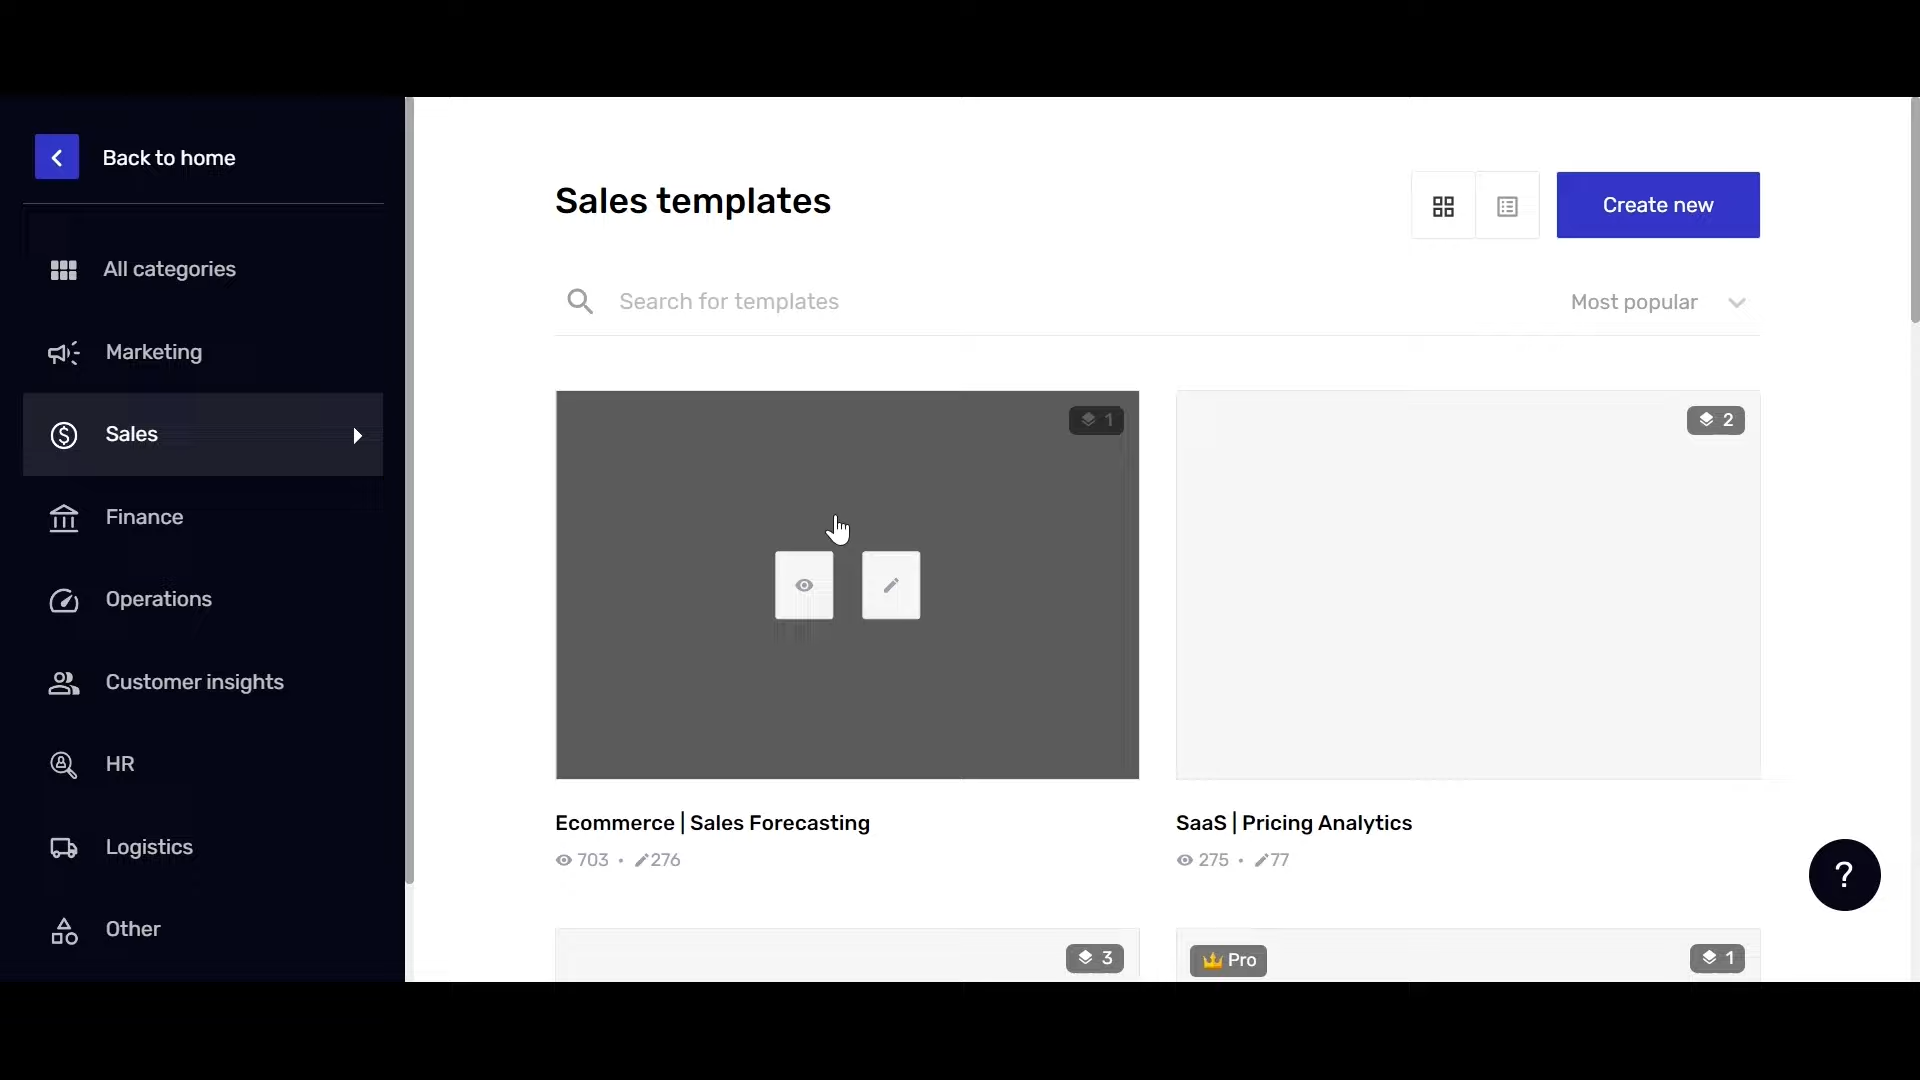 Back to home
All categories
Marketing
Sales
Finance
Operations
Customer insights
HR
Logistics
Other
Sales templates
Create new
Search for templates
Most popular
1
2
Ecommerce | Sales Forecasting
703 • 276
SaaS | Pricing Analytics
275 • 77
?
3
Pro
1